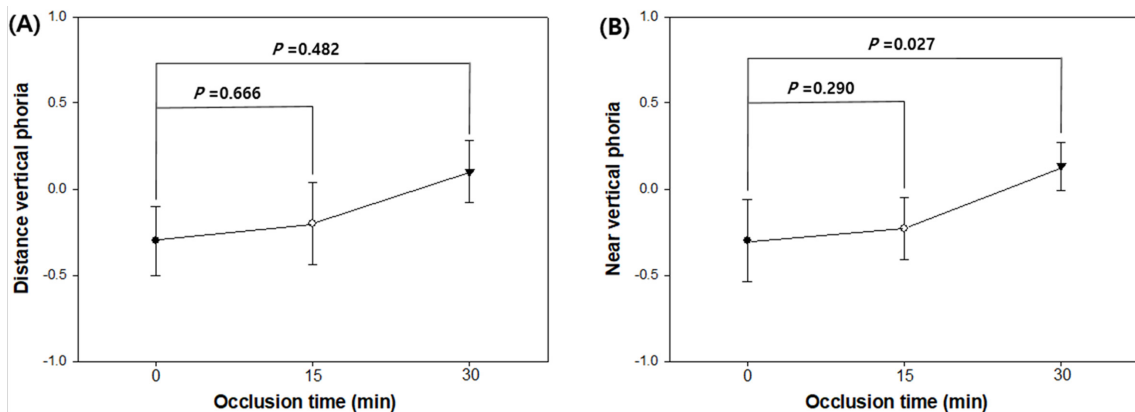 (A)
1.0
0.5
0.0
-0.5
-1.0
Distance vertical phoria
P=0.482
P=0.666
0 15 30
Occlusion time (min)
(B)
1.0
0.5
0.0
-0.5
-1.0
Near vertical phoria
P=0.027
P=0.290
0 15 30
Occlusion time (min)